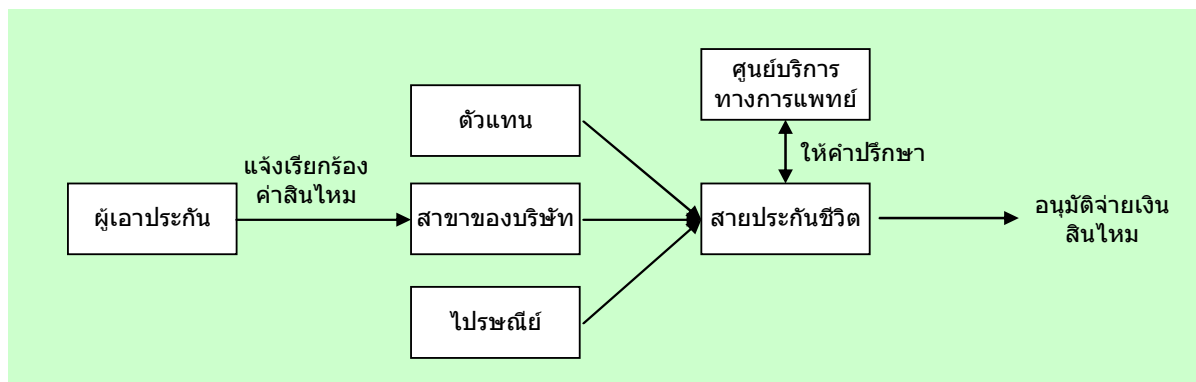 ผู้เอาประกัน
แจ้งเรียกร้อง
ค่าสินไหม
ตัวแทน
สาขาของบริษัท
ไปรษณีย์
ศูนย์บริการ
ทางการแพทย์
ให้คำปรึกษา
สายประกันชีวิต
อนุมัติจ่ายเงิน
สินไหม